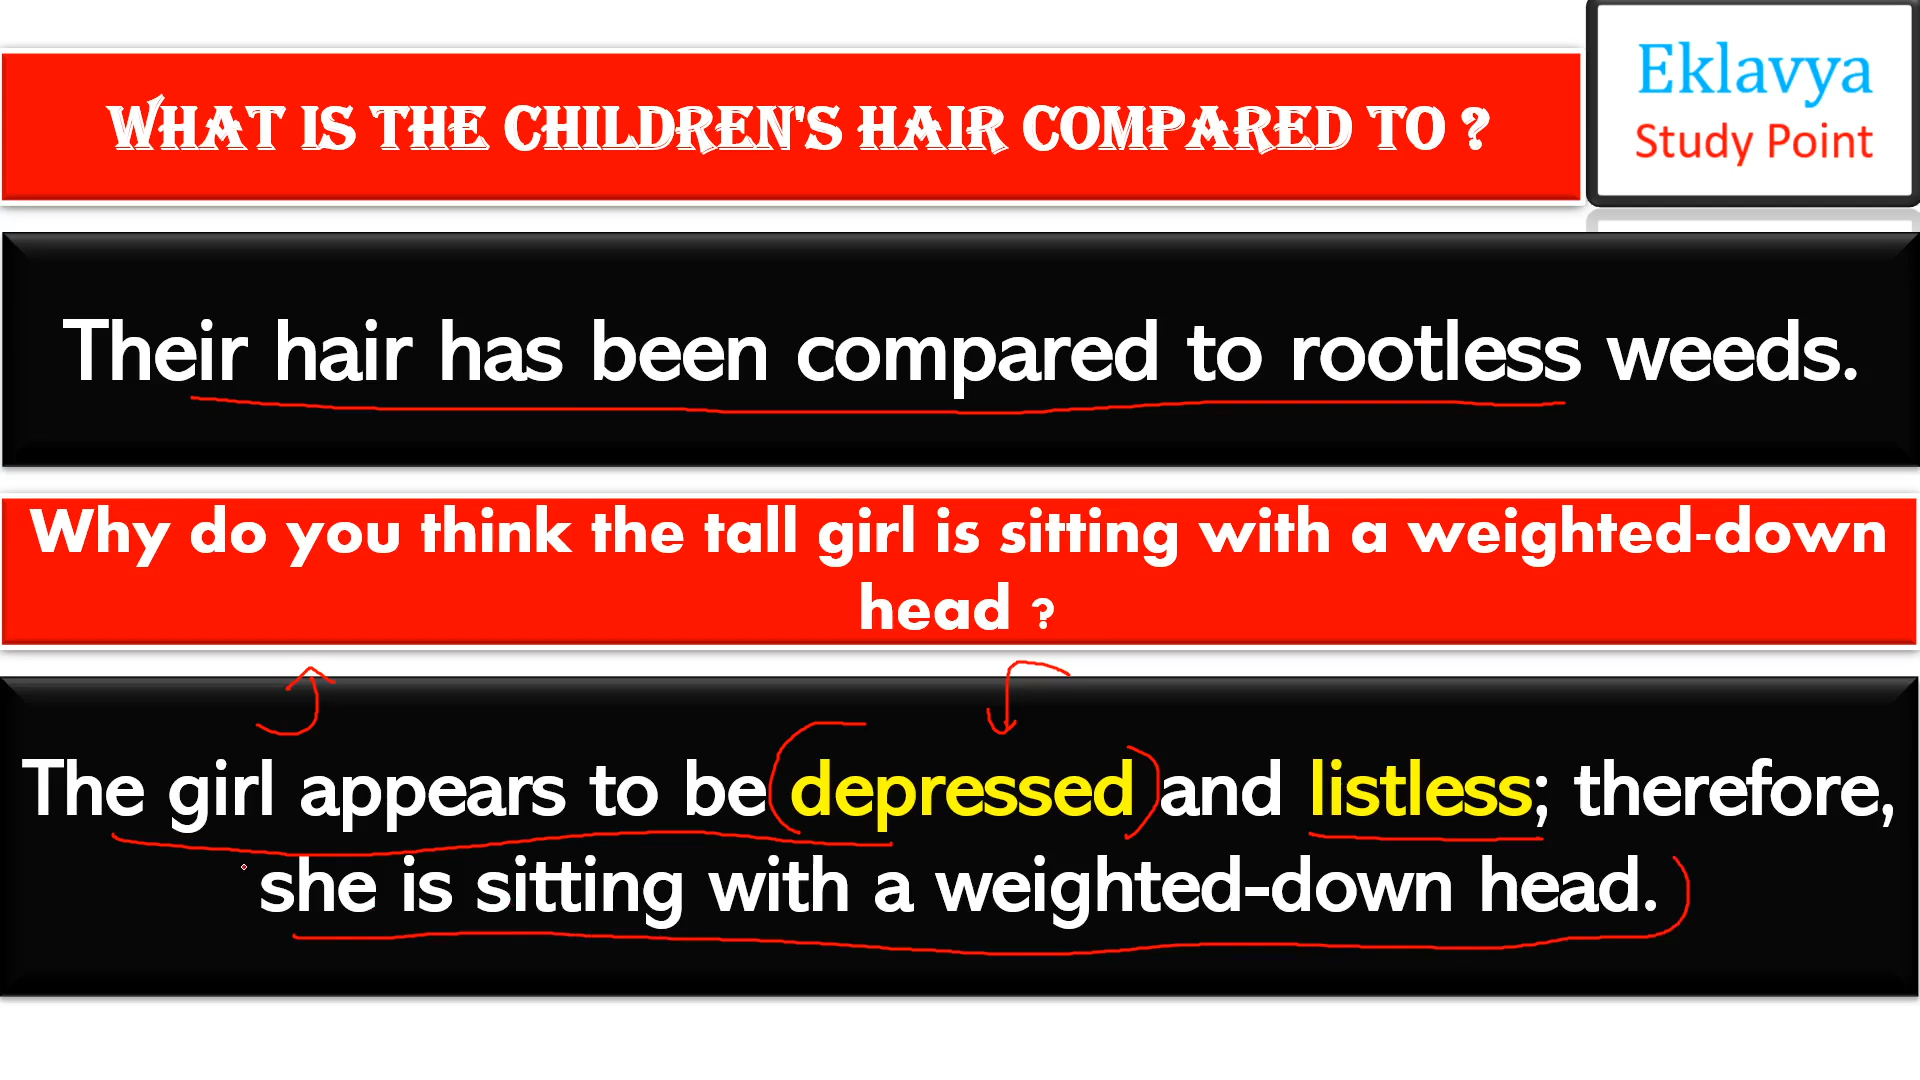 Eklavya
Study Point
WHAT IS THE CHILDREN'S HAIR COMPARED TO ?
Their hair has been compared to rootless weeds.
Why do you think the tall girl is sitting with a weighted-down
head ?
The girl appears to be depressed and listless; therefore,
she is sitting with a weighted-down head.